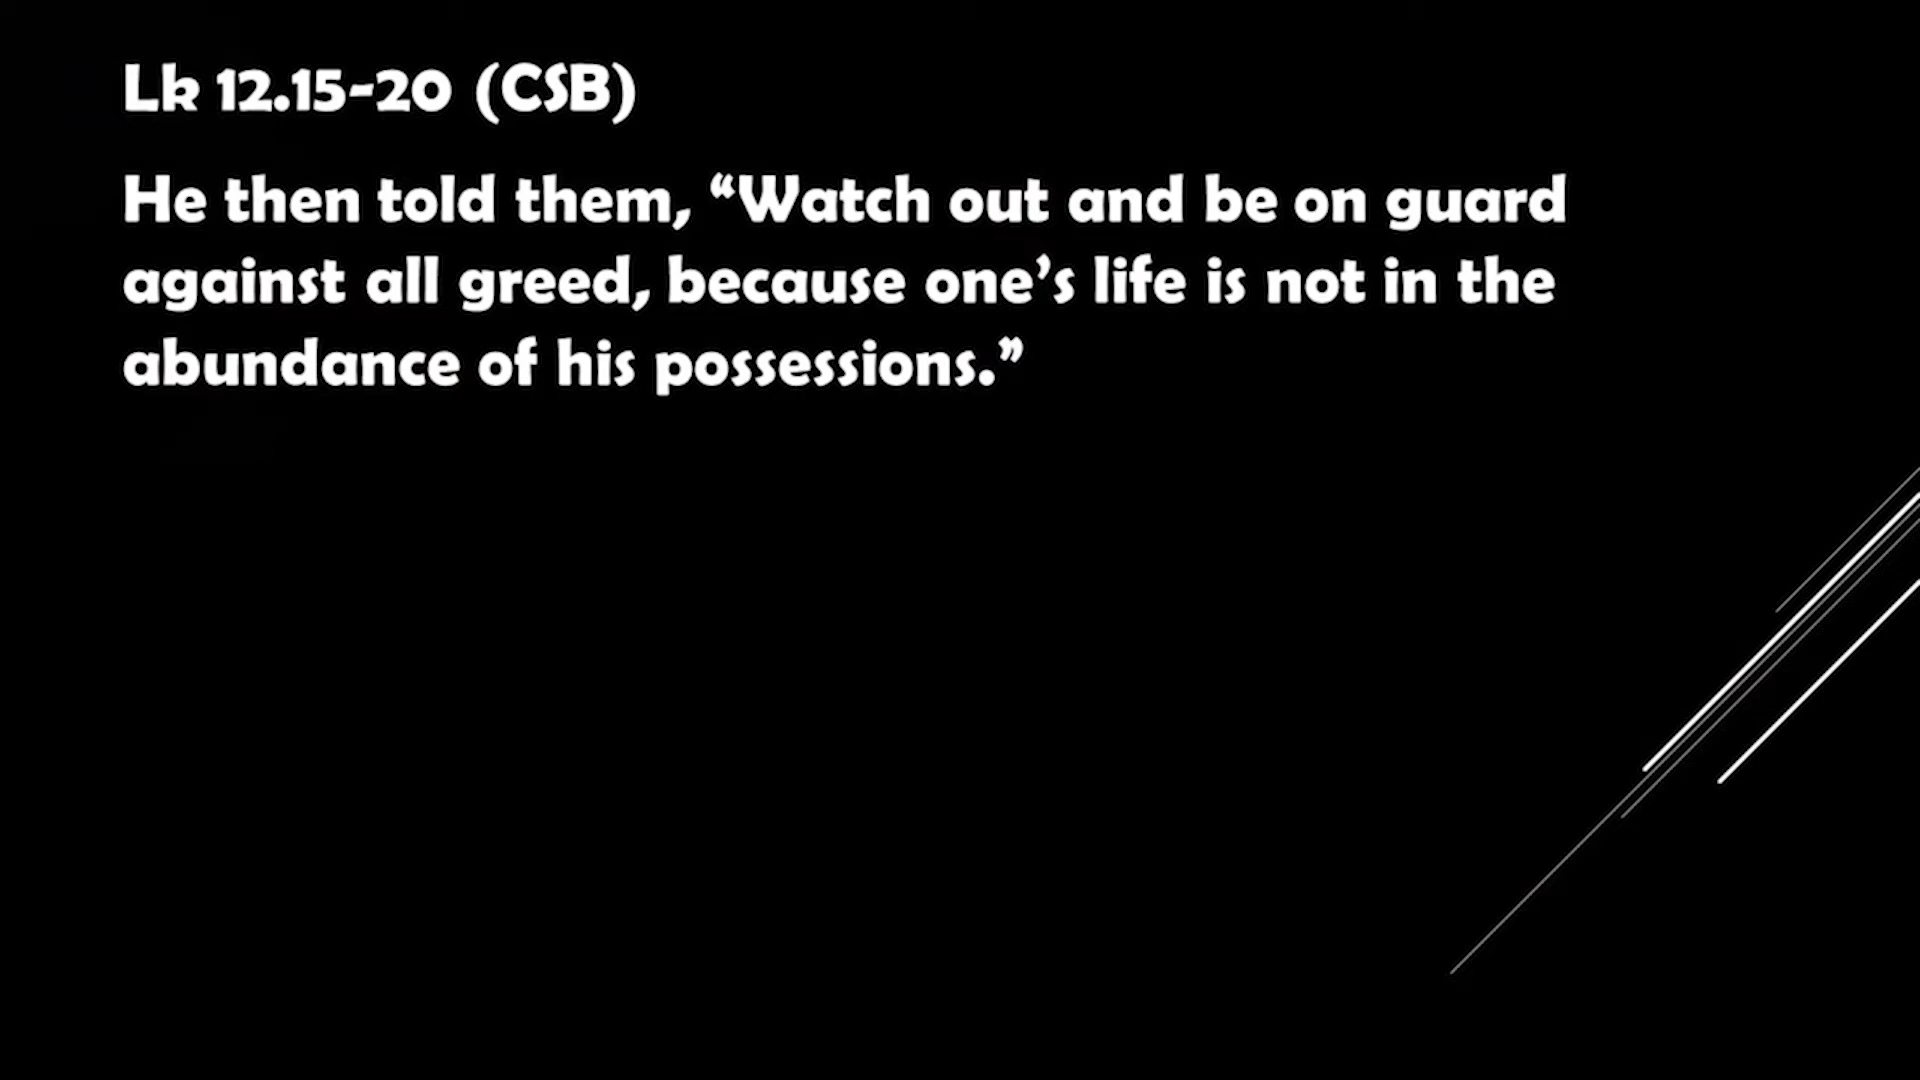 Lk 12.15-20 (CSB)
He then told them, “Watch out and be on guard
against all greed, because one’s life is not in the
abundance of his possessions.”